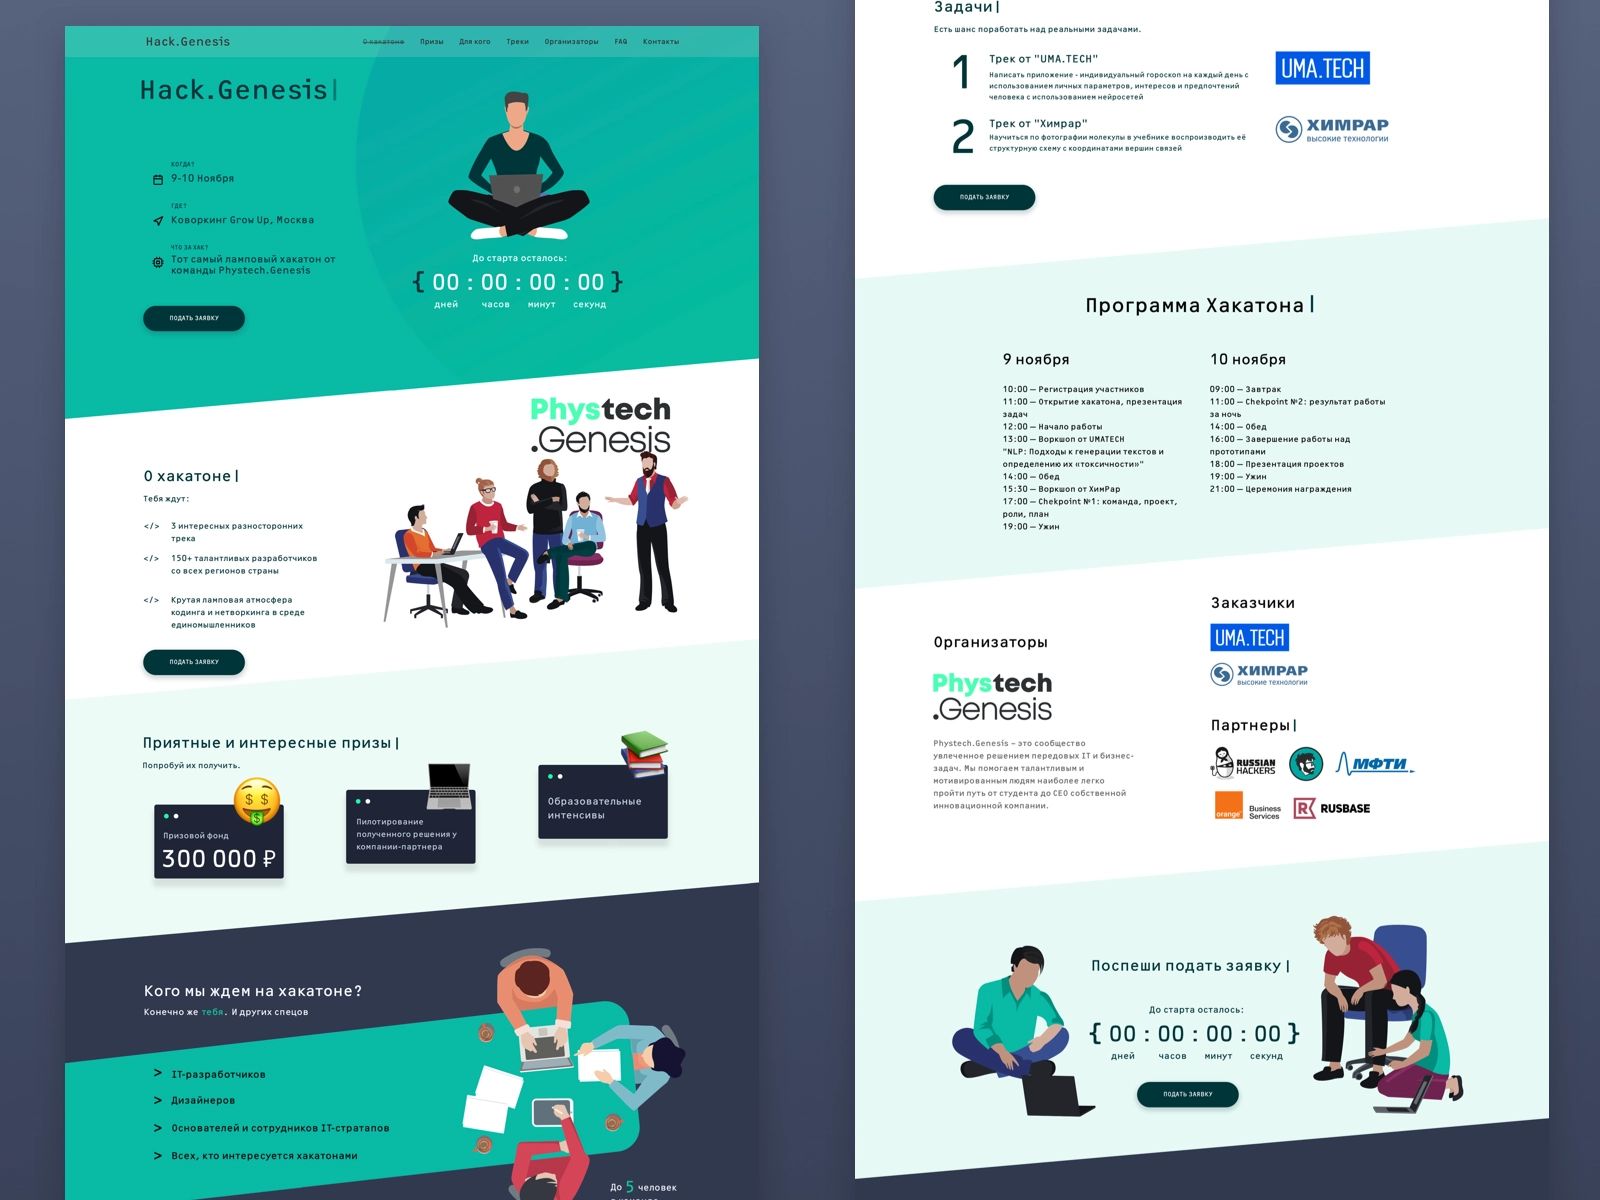 Hack.Genesis
О хакатоне Призы Для кого Треки Организаторы FAQ Контакты
Hack.Genesis
КОГДА?
9-10 Ноября
ГДЕ?
Коворкинг Grow Up, Москва
ЧТО ЗА ХАК?
Тот самый ламповый хакатон от
команды Phystech.Genesis
ПОДАТЬ ЗАЯВКУ
До старта осталось:
{ 00 : 00 : 00 : 00 }
дней часов минут секунд
Phystech
.Genesis
О хакатоне|
Тебя ждут:
</> 3 интересных разносторонних
трека
</> 150+ талантливых разработчиков
со всех регионов страны
</> Крутая ламповая атмосфера
кодинга и нетворкинга в среде
единомышленников
ПОДАТЬ ЗАЯВКУ
Приятные и интересные призы|
Попробуй их получить.
Призовой фонд
300 000 ₽
Пилотирование
полученного решения у
компании-партнера
Образовательные
интенсивы
Кого мы ждем на хакатоне?
Конечно же тебя. И других спецов
> IT-разработчиков
> Дизайнеров
> Основателей и сотрудников IT-стратапов
> Всех, кто интересуется хакатонами
До 5 человек
Задачи|
Есть шанс поработать над реальными задачами.
1 Трек от "UMA.TECH"
Написать приложение - индивидуальный гороскоп на каждый день с
использованием личных параметров, интересов и предпочтений
человека с использованием нейросетей
UMA.TECH
2 Трек от "Химрар"
Научиться по фотографии молекулы в учебнике воспроизводить её
структурную схему с координатами вершин связей
ХИМРАР
ВЫСОКИЕ ТЕХНОЛОГИИ
ПОДАТЬ ЗАЯВКУ
Программа Хакатона |
9 ноября
10:00 — Регистрация участников
11:00 — Открытие хакатона, презентация
задач
12:00 — Начало работы
13:00 — Воркшоп от UMATECH
"NLP: Подходы к генерации текстов и
определению их «токсичности»"
14:00 — Обед
15:30 — Воркшоп от ХимРар
17:00 — Chekpoint №1: команда, проект,
роли, план
19:00 — Ужин
10 ноября
09:00 — Завтрак
11:00 — Chekpoint №2: результат работы
за ночь
14:00 — Обед
16:00 — Завершение работы над
прототипами
18:00 — Презентация проектов
19:00 — Ужин
21:00 — Церемония награждения
Организаторы
Phystech
.Genesis
Phystech.Genesis – это сообщество
увлеченное решением передовых IT и бизнес-
задач. Мы помогаем талантливым и
мотивированным людям наиболее легко
пройти путь от студента до CEO собственной
инновационной компании.
Заказчики
UMA.TECH
ХИМРАР
ВЫСОКИЕ ТЕХНОЛОГИИ
Партнеры|
RUSSIAN
HACKERS
МФТИ
orange
Business
Services
R RUSBASE
Поспеши подать заявку |
До старта осталось:
{ 00 : 00 : 00 : 00 }
дней часов минут секунд
ПОДАТЬ ЗАЯВКУ